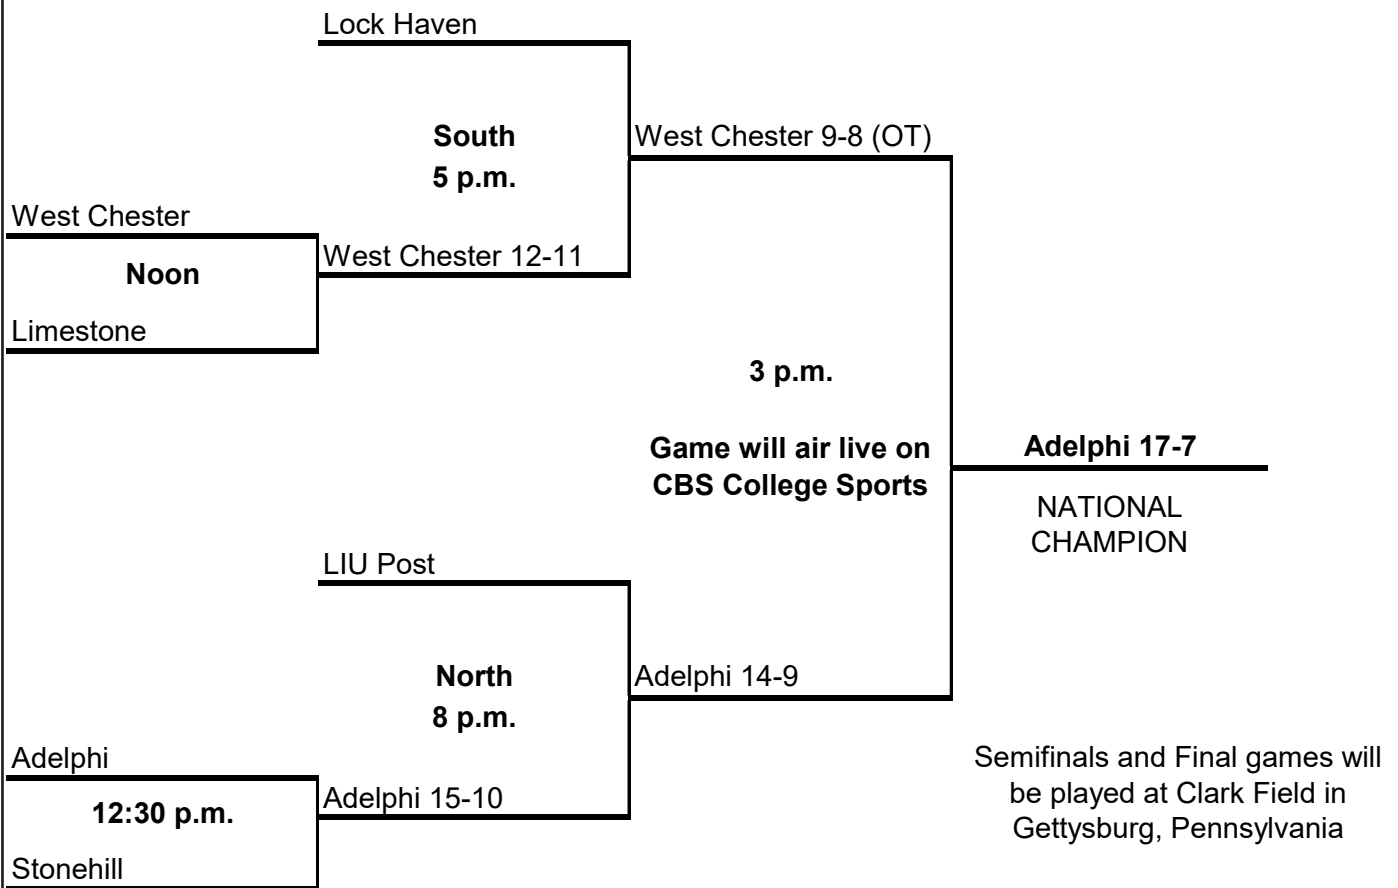 Lock Haven
South
5 p.m.
West Chester 9-8 (OT)
West Chester
Noon
West Chester 12-11
Limestone
3 p.m.
Game will air live on
CBS College Sports
Adelphi 17-7
NATIONAL
CHAMPION
LIU Post
North
8 p.m.
Adelphi 14-9
Adelphi
12:30 p.m.
Adelphi 15-10
Stonehill
Semifinals and Final games will
be played at Clark Field in
Gettysburg, Pennsylvania